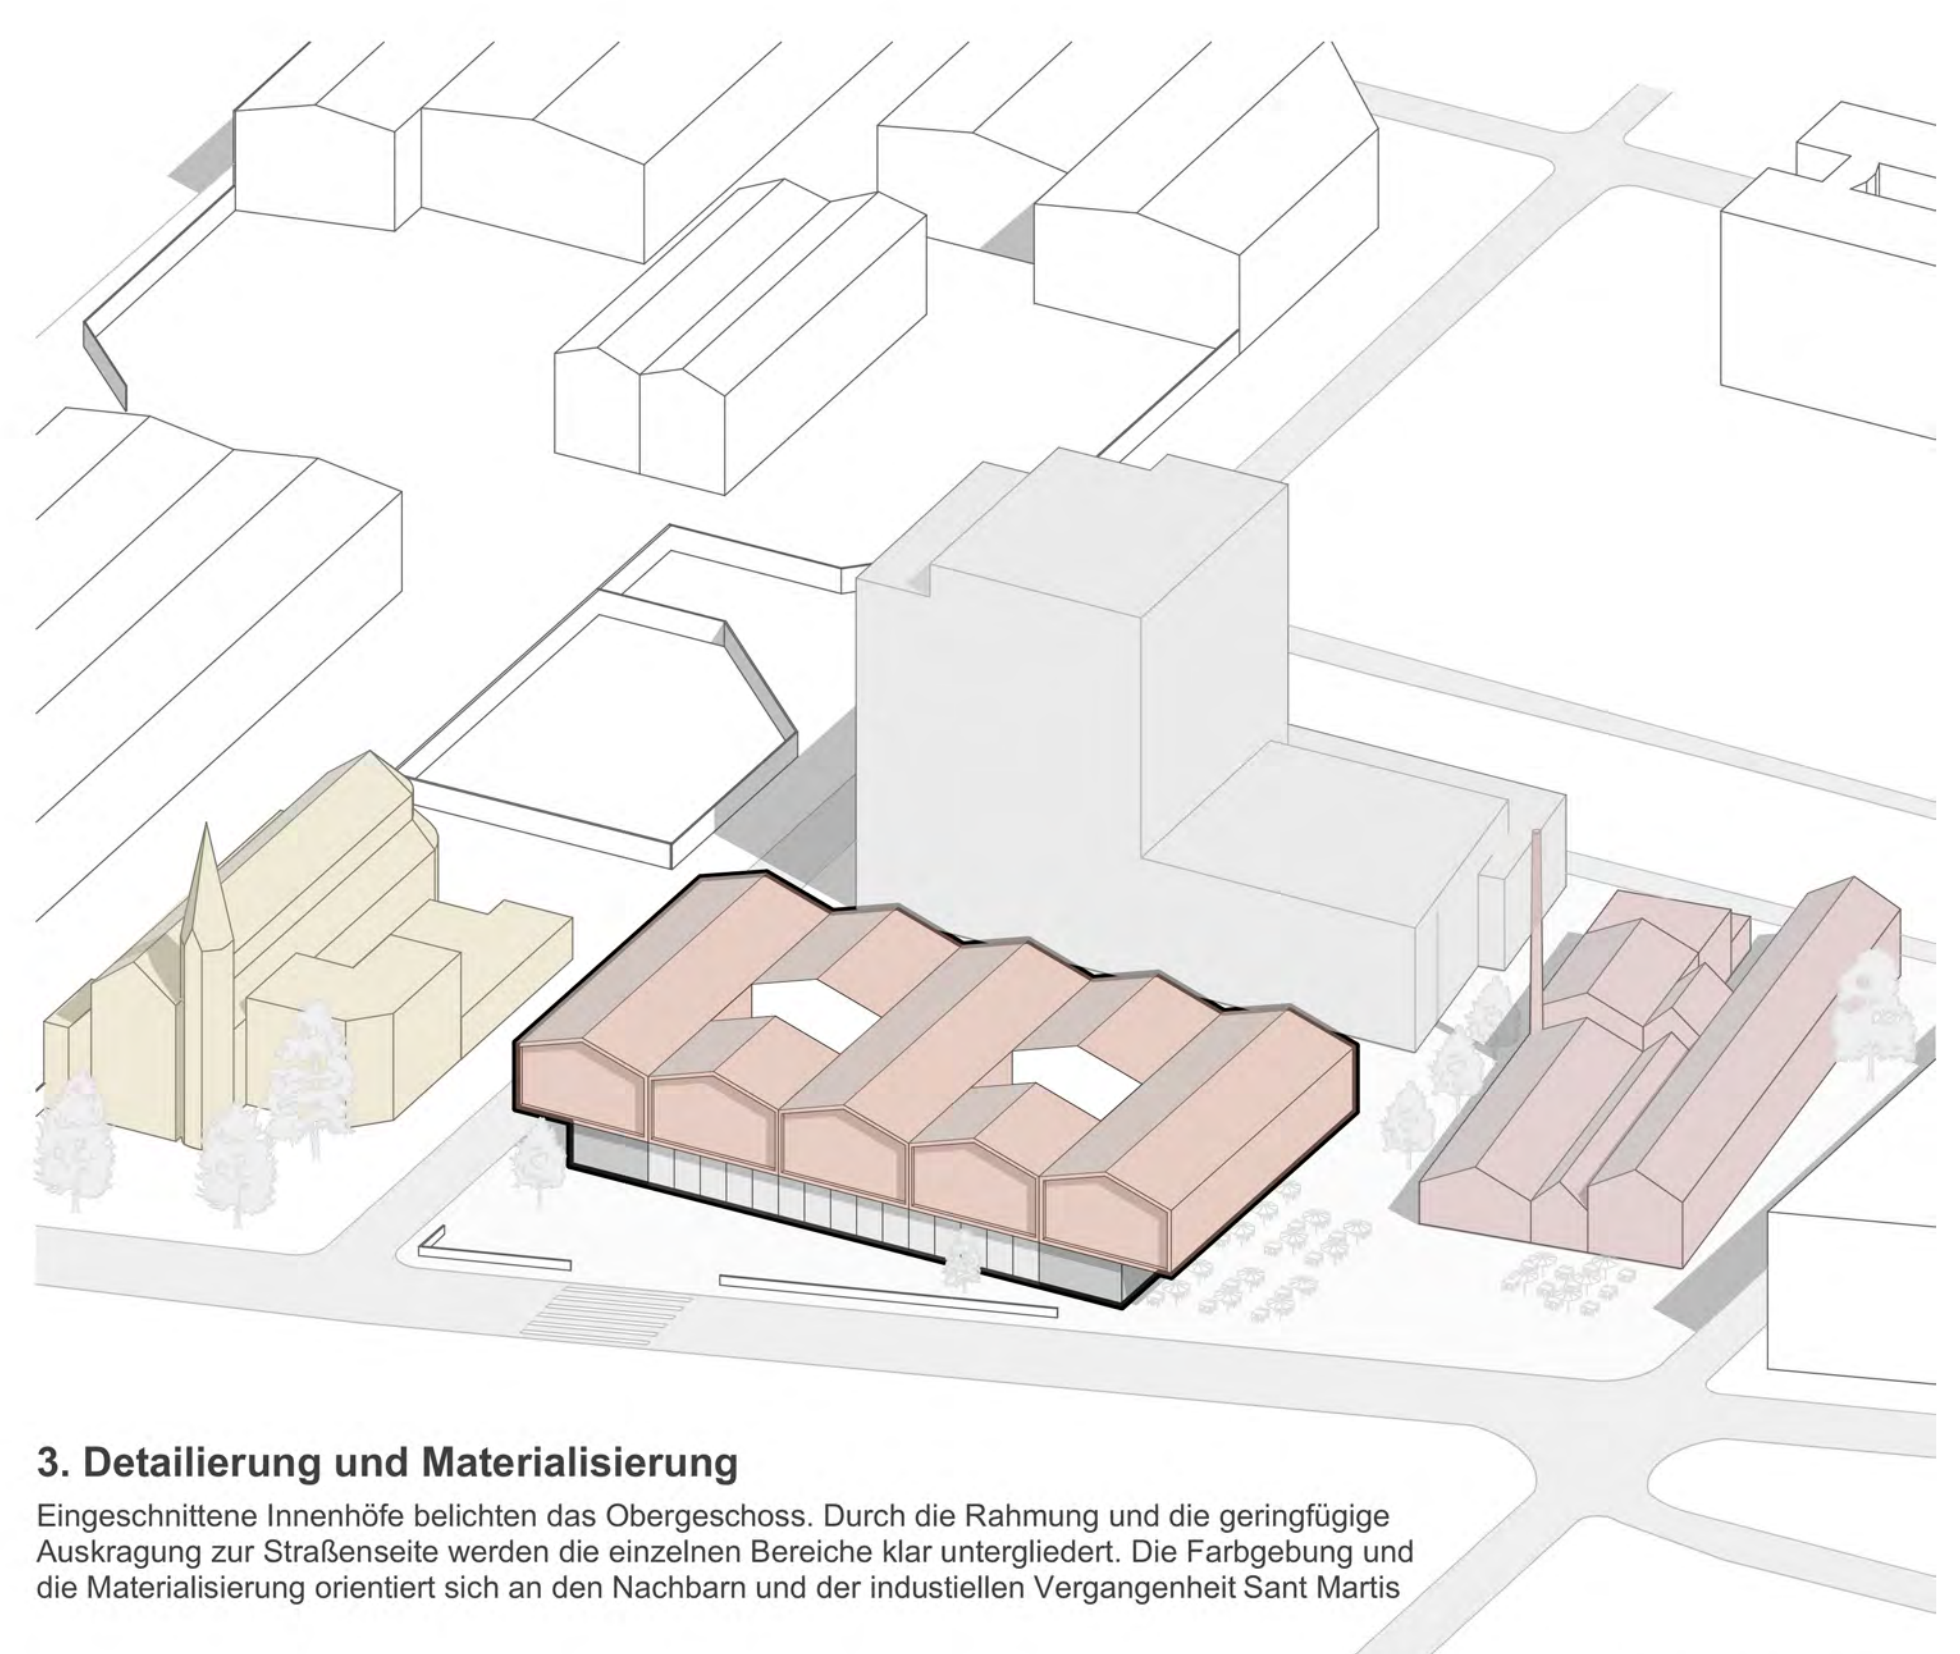 3. Detailierung und Materialisierung
Eingeschnittene Innenhöfe belichten das Obergeschoss. Durch die Rahmung und die geringfügige
Auskragung zur Straßenseite werden die einzelnen Bereiche klar untergliedert. Die Farbgebung und
die Materialisierung orientiert sich an den Nachbarn und der industiellen Vergangenheit Sant Martis